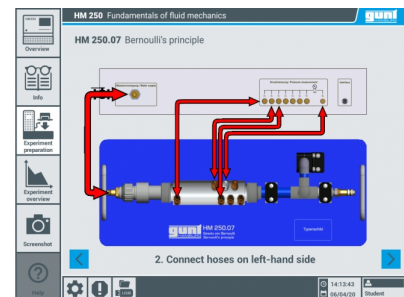 HM 250 Fundamentals of fluid mechanics
gunt
HM 250.07 Bernoulli's principle
Overview
Info
Experiment
preparation
Experiment
overview
Screenshot
Help
gunt
HM 250.07
Bernoulli's principle
2. Connect hoses on left-hand side
14:13:43
06/04/20
Student